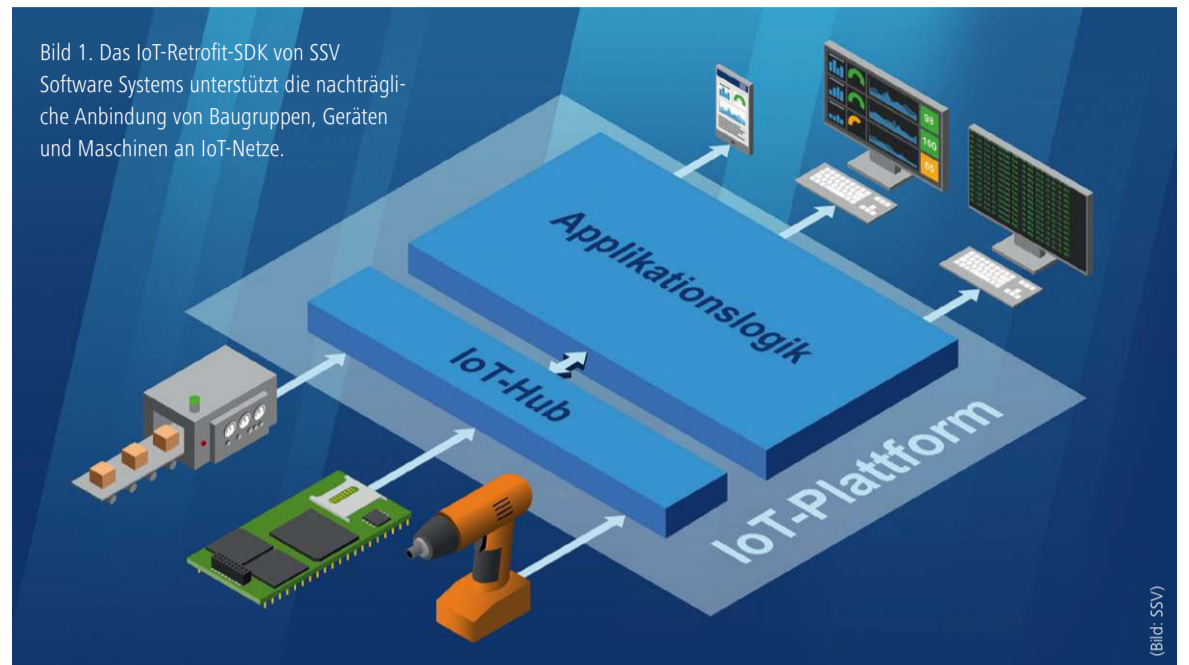 Bild 1. Das IoT-Retrofit-SDK von SSV
Software Systems unterstützt die nachträgli-
che Anbindung von Baugruppen, Geräten
und Maschinen an IoT-Netze.
98
100
65
Applikationslogik
IoT-Hub
IoT-Plattform
(Bild: SSV)